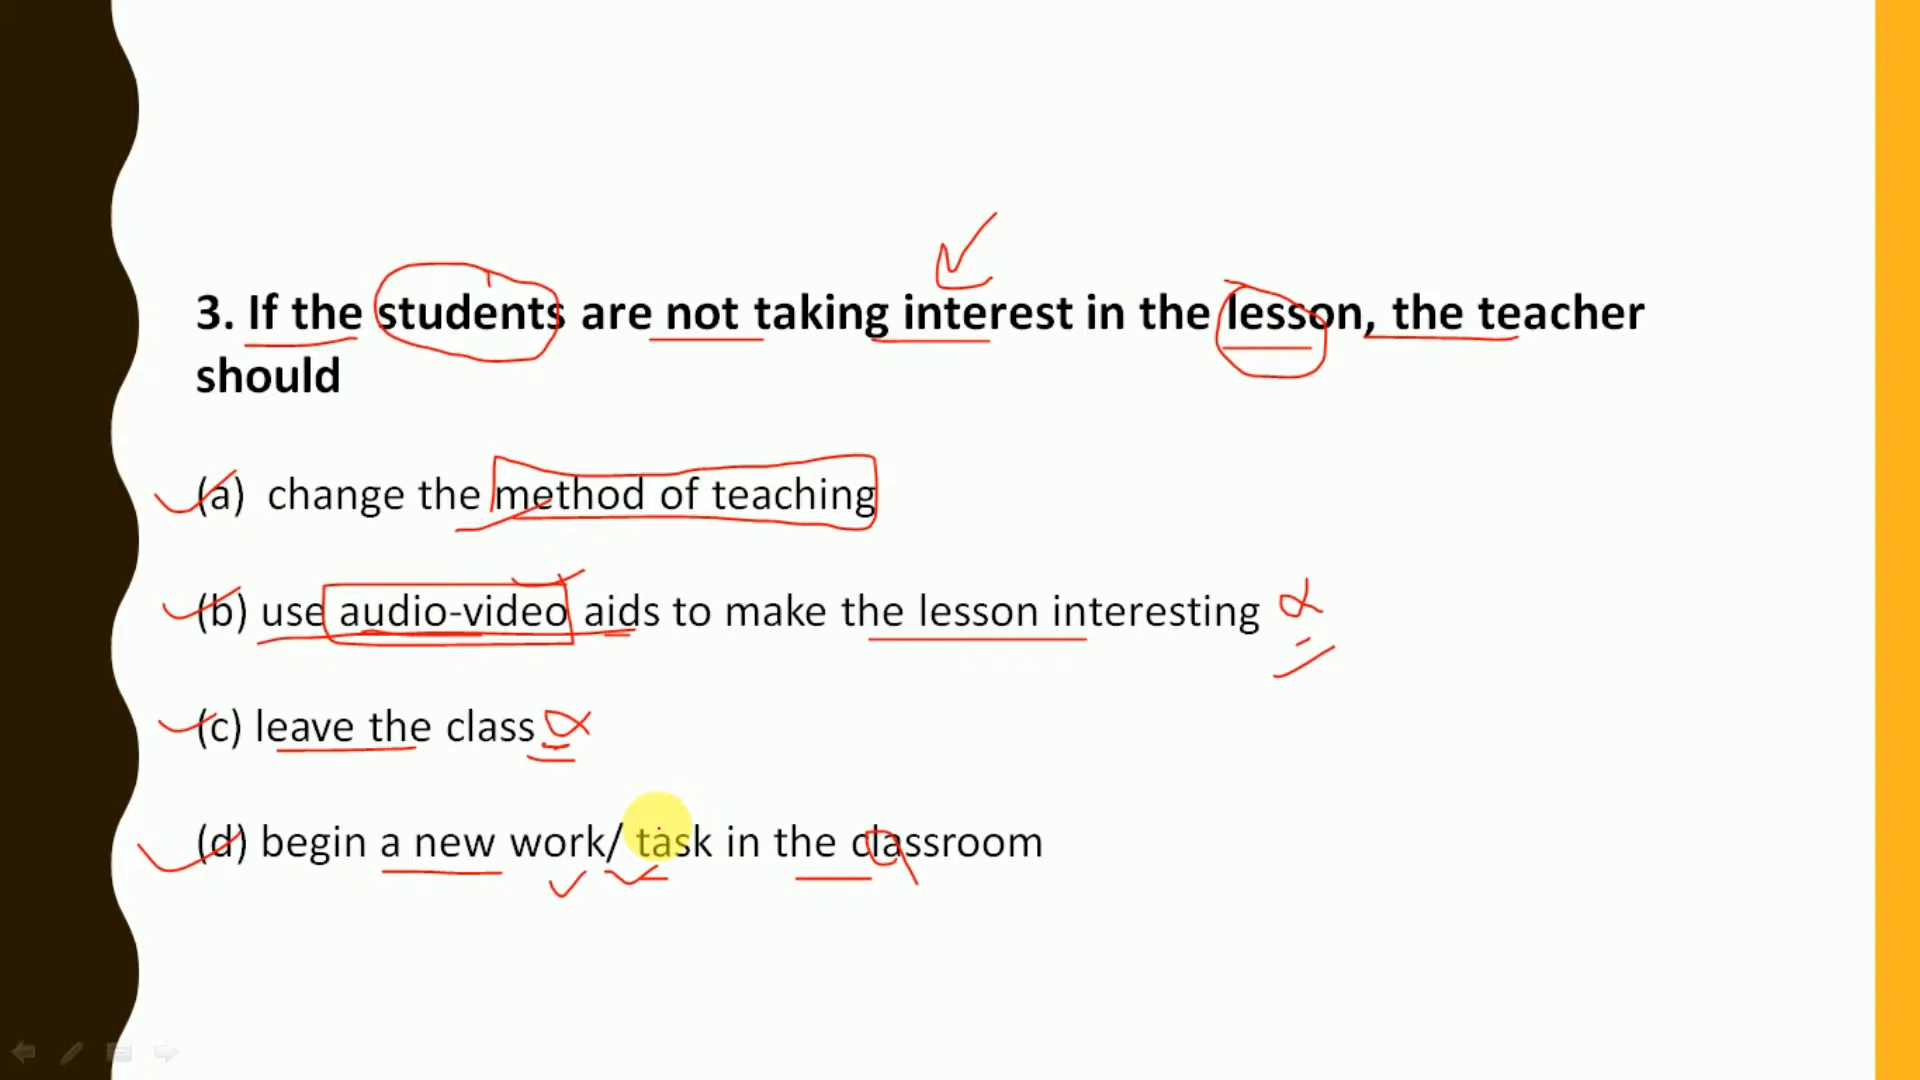 3. If the students are not taking interest in the lesson, the teacher
should
(a) change the method of teaching
(b) use audio-video aids to make the lesson interesting
(c) leave the class
(d) begin a new work/ task in the classroom